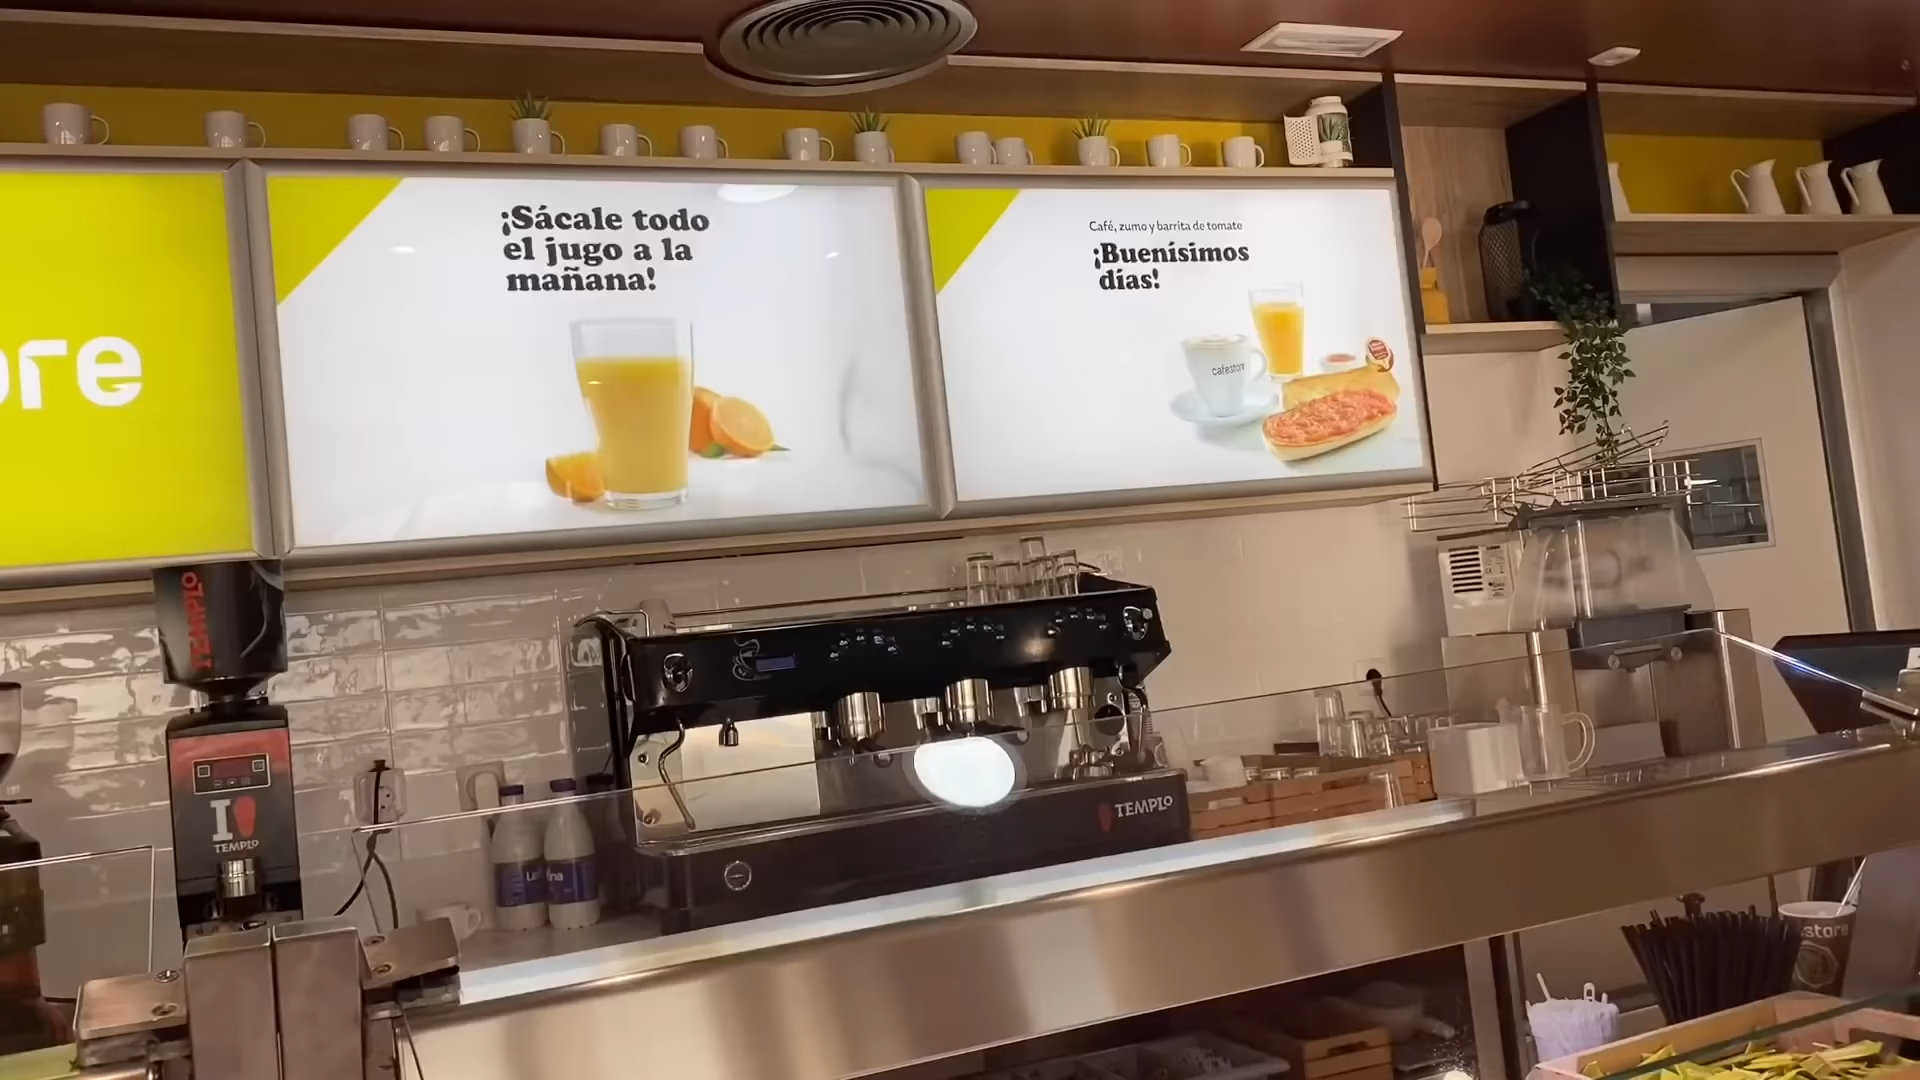 ore
¡Sácale todo
el jugo a la
mañana!
Café, zumo y barrita de tomate
¡Buenísimos
días!
cafestore
TEMPLO
I
TEMPLO
TEMPLO
store